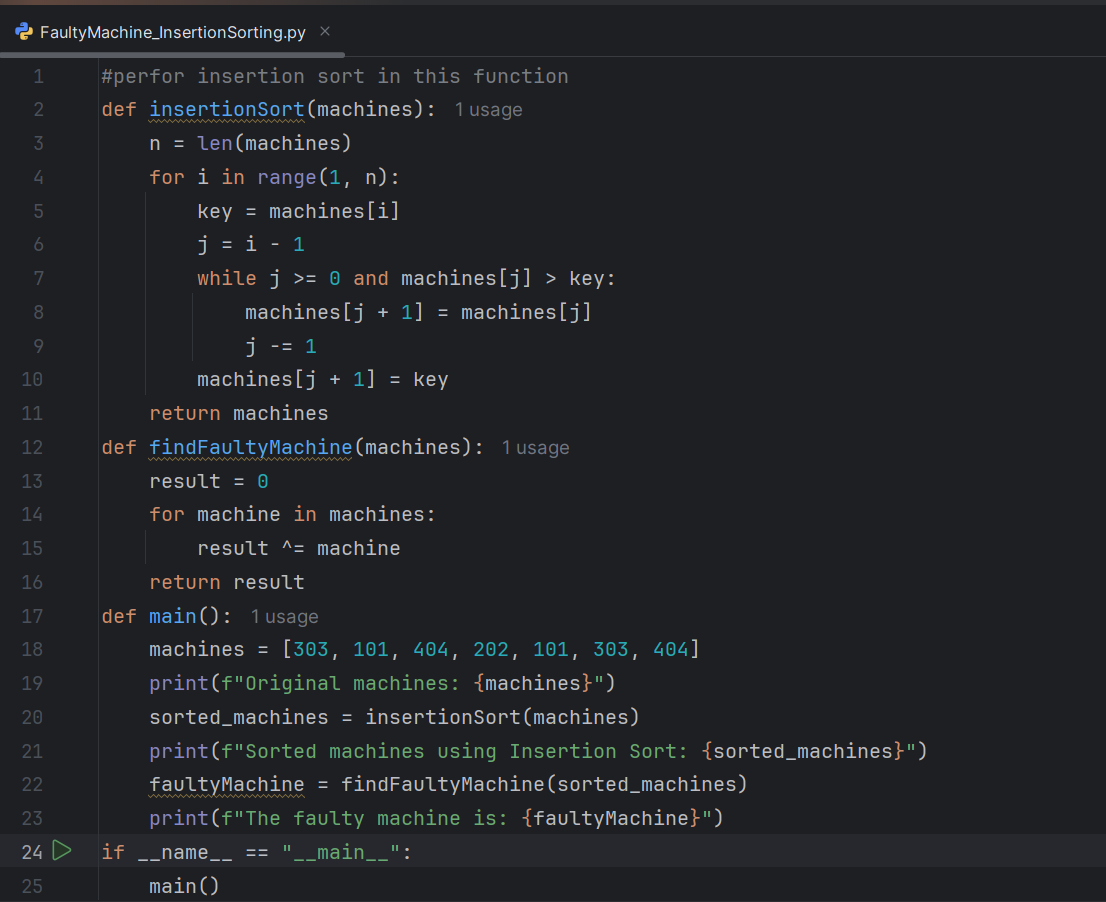 FaultyMachine_InsertionSorting.py ×
1 #perfor insertion sort in this function
2 def insertionSort(machines): 1 usage
3     n = len(machines)
4     for i in range(1, n):
5         key = machines[i]
6         j = i - 1
7         while j >= 0 and machines[j] > key:
8             machines[j + 1] = machines[j]
9             j -= 1
10         machines[j + 1] = key
11     return machines
12 def findFaultyMachine(machines): 1 usage
13     result = 0
14     for machine in machines:
15         result ^= machine
16     return result
17 def main(): 1 usage
18     machines = [303, 101, 404, 202, 101, 303, 404]
19     print(f"Original machines: {machines}")
20     sorted_machines = insertionSort(machines)
21     print(f"Sorted machines using Insertion Sort: {sorted_machines}")
22     faultyMachine = findFaultyMachine(sorted_machines)
23     print(f"The faulty machine is: {faultyMachine}")
24 if __name__ == "__main__":
25     main()